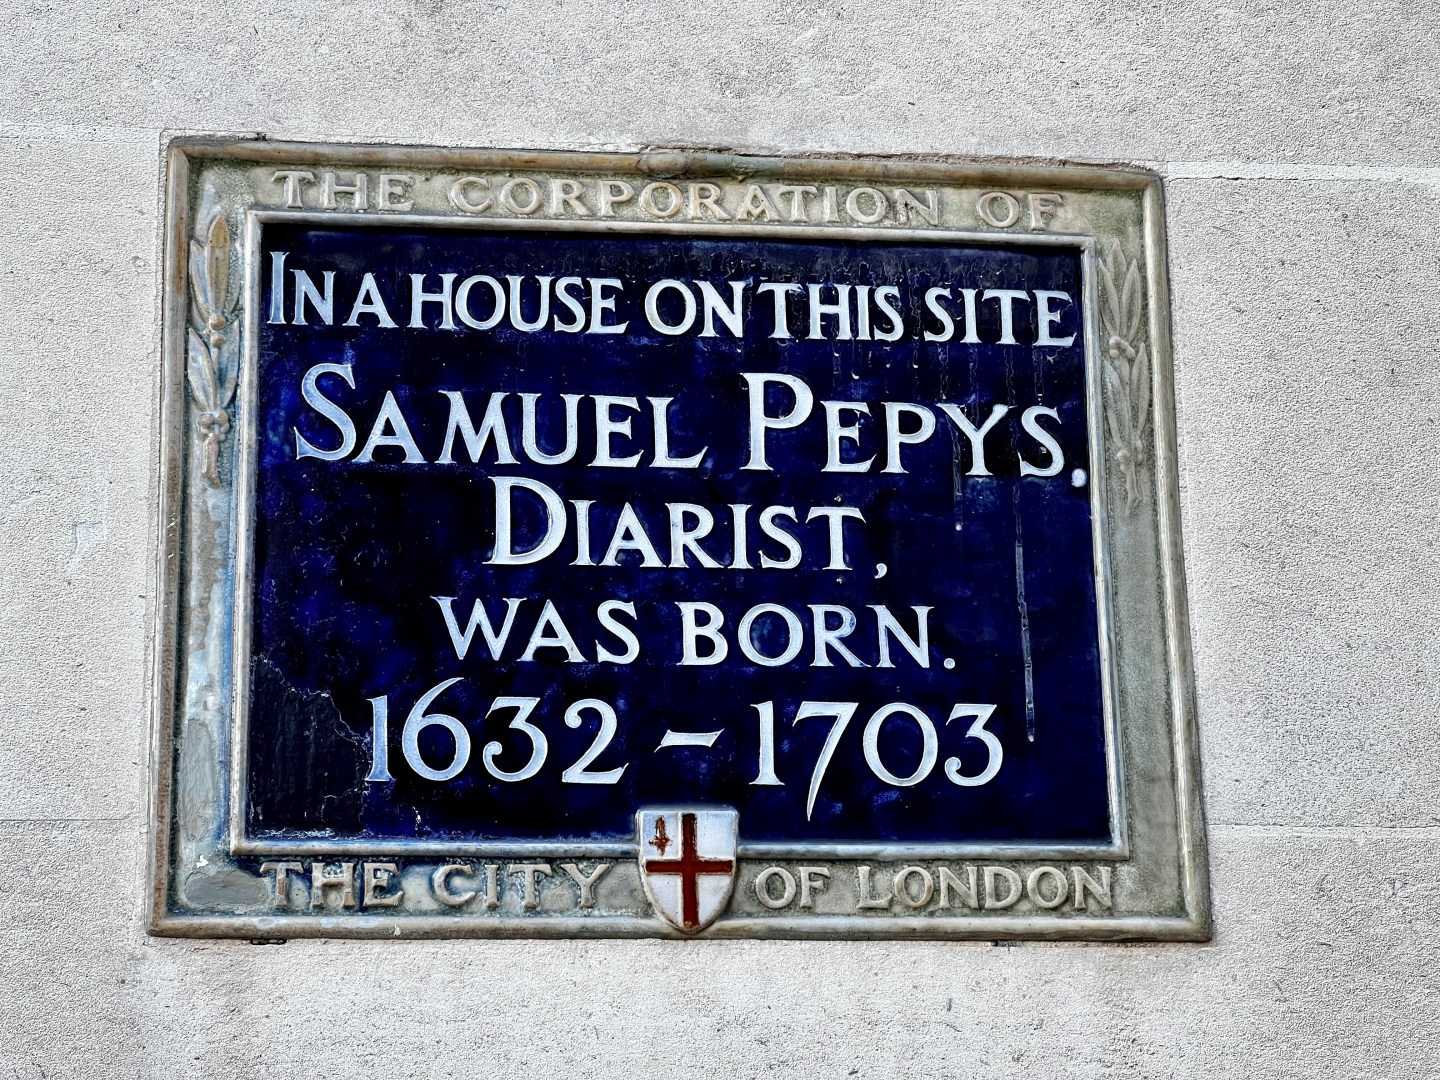 THE CORPORATION OF
IN A HOUSE ON THIS SITE
SAMUEL PEPYS.
DIARIST,
WAS BORN.
1632 – 1703
THE CITY OF LONDON